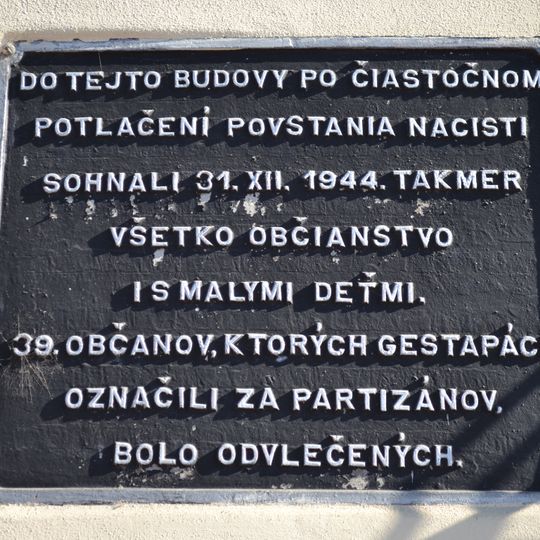 DO TEJTO BUDOVY PO ČIASTOČNOM
POTLAČENÍ POVSTANIA NACISTI
SOHNALI 31. XII. 1944. TAKMER
VŠETKO OBČIANSTVO
I S MALYMI DEŤMI.
39. OBČANOV, KTORÝCH GESTAPÁC
OZNAČILI ZA PARTIZÁNOV,
BOLO ODVLEČENÝCH.